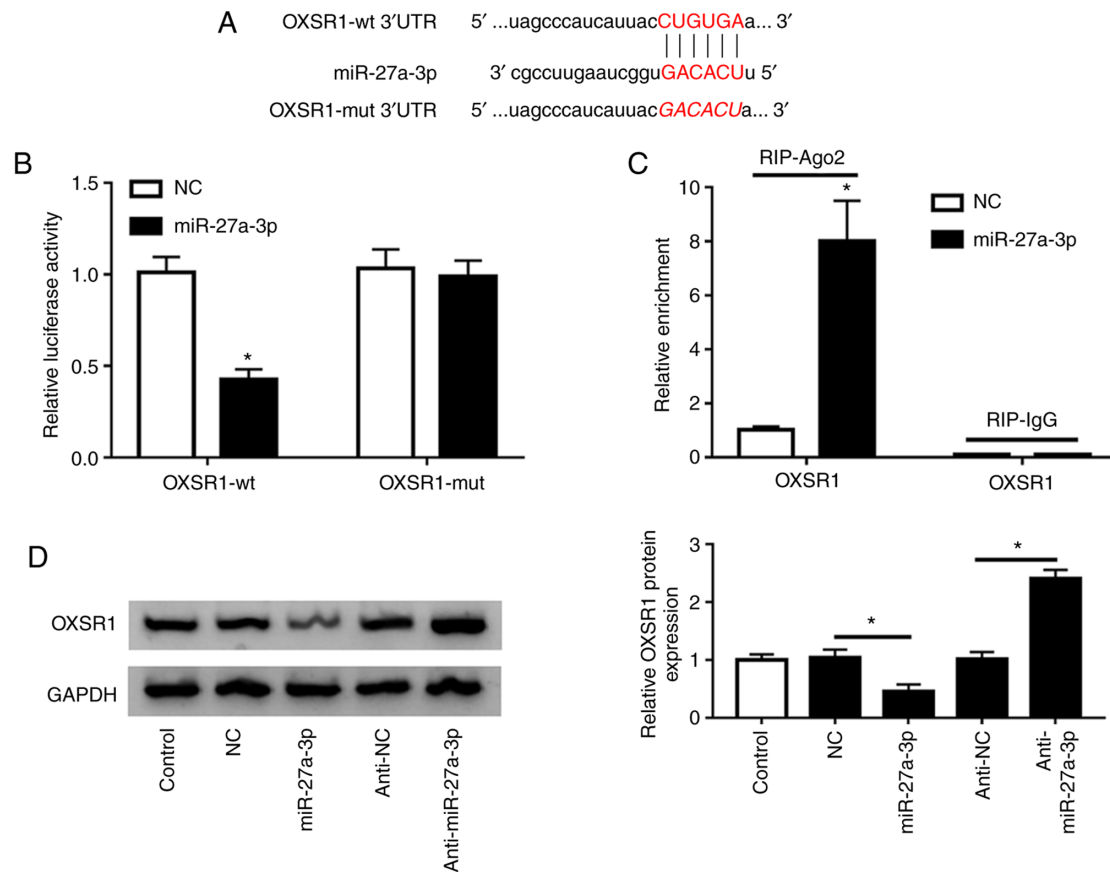 A
OXSR1-wt 3′UTR 5′ ...uagcccaucauuacCUGUGAa... 3′
miR-27a-3p 3′ cgccuugaaucgguGACACUu 5′
OXSR1-mut 3′UTR 5′ ...uagcccaucauuacGACACUa... 3′
B
1.5
1.0
0.5
0.0
Relative luciferase activity
NC
miR-27a-3p
*
OXSR1-wt OXSR1-mut
C
RIP-Ago2
10
8
6
4
2
0
Relative enrichment
*
NC
miR-27a-3p
RIP-IgG
OXSR1 OXSR1
D
OXSR1
GAPDH
Control
NC
miR-27a-3p
Anti-NC
Anti-miR-27a-3p
Relative OXSR1 protein
expression
3
2
1
0
*
*
Control
NC
miR-27a-3p
Anti-NC
Anti-
miR-27a-3p